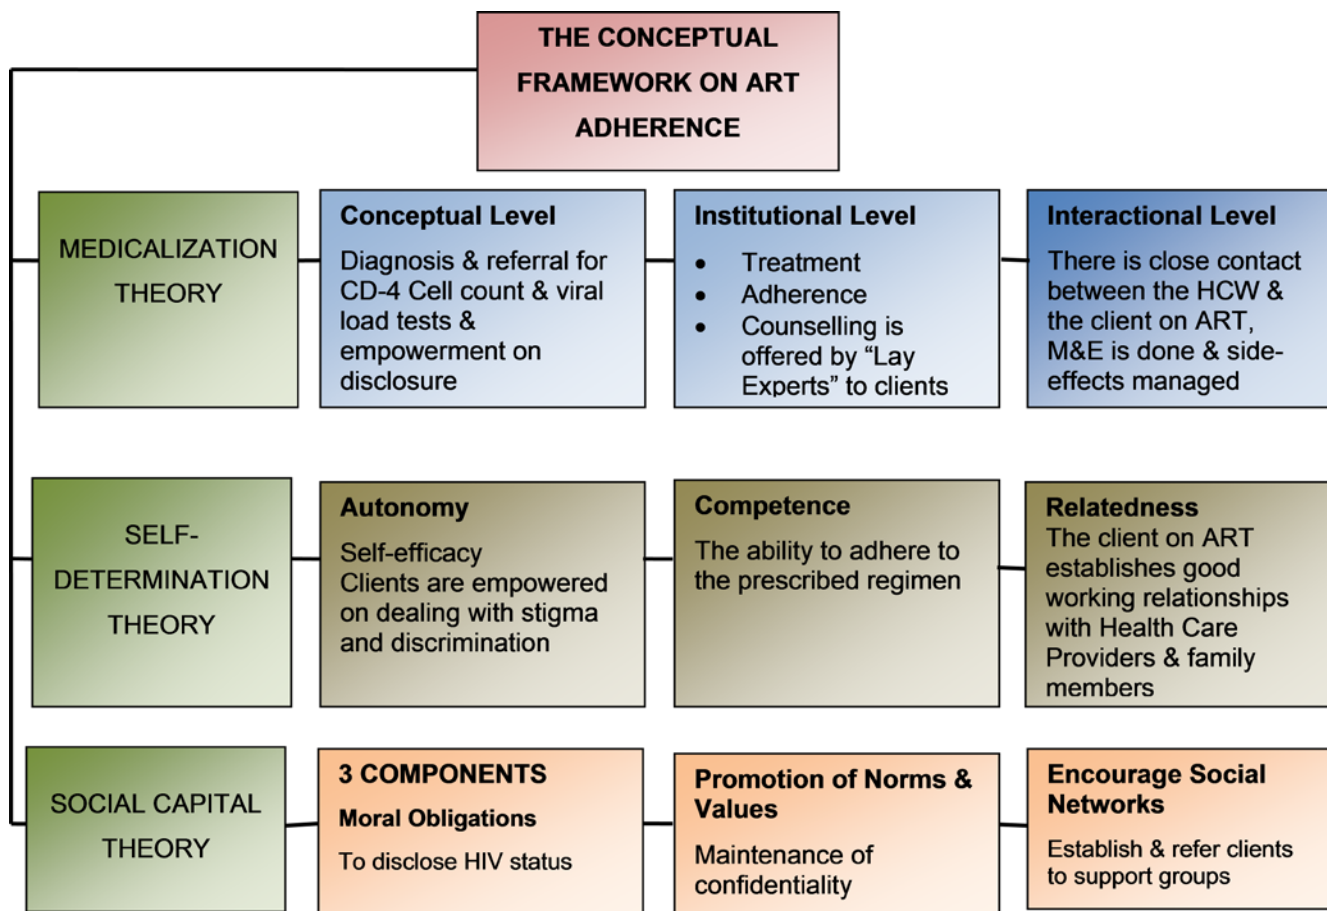 THE CONCEPTUAL
FRAMEWORK ON ART
ADHERENCE
MEDICALIZATION
THEORY
Conceptual Level
Diagnosis & referral for
CD-4 Cell count & viral
load tests &
empowerment on
disclosure
Institutional Level
• Treatment
• Adherence
• Counselling is
offered by “Lay
Experts” to clients
Interactional Level
There is close contact
between the HCW &
the client on ART,
M&E is done & side-
effects managed
SELF-
DETERMINATION
THEORY
Autonomy
Self-efficacy
Clients are empowered
on dealing with stigma
and discrimination
Competence
The ability to adhere to
the prescribed regimen
Relatedness
The client on ART
establishes good
working relationships
with Health Care
Providers & family
members
SOCIAL CAPITAL
THEORY
3 COMPONENTS
Moral Obligations
To disclose HIV status
Promotion of Norms &
Values
Maintenance of
confidentiality
Encourage Social
Networks
Establish & refer clients
to support groups